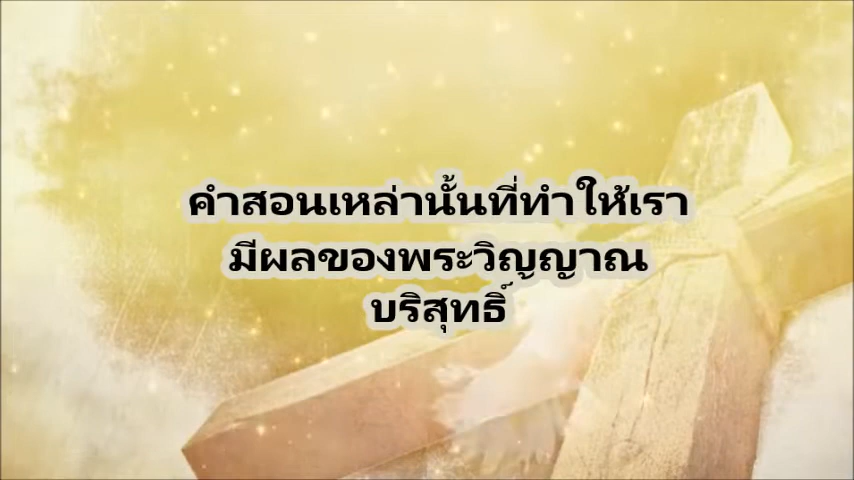 คำสอนเหล่านั้นที่ทำให้เรา
มีผลของพระวิญญาณ
บริสุทธิ์